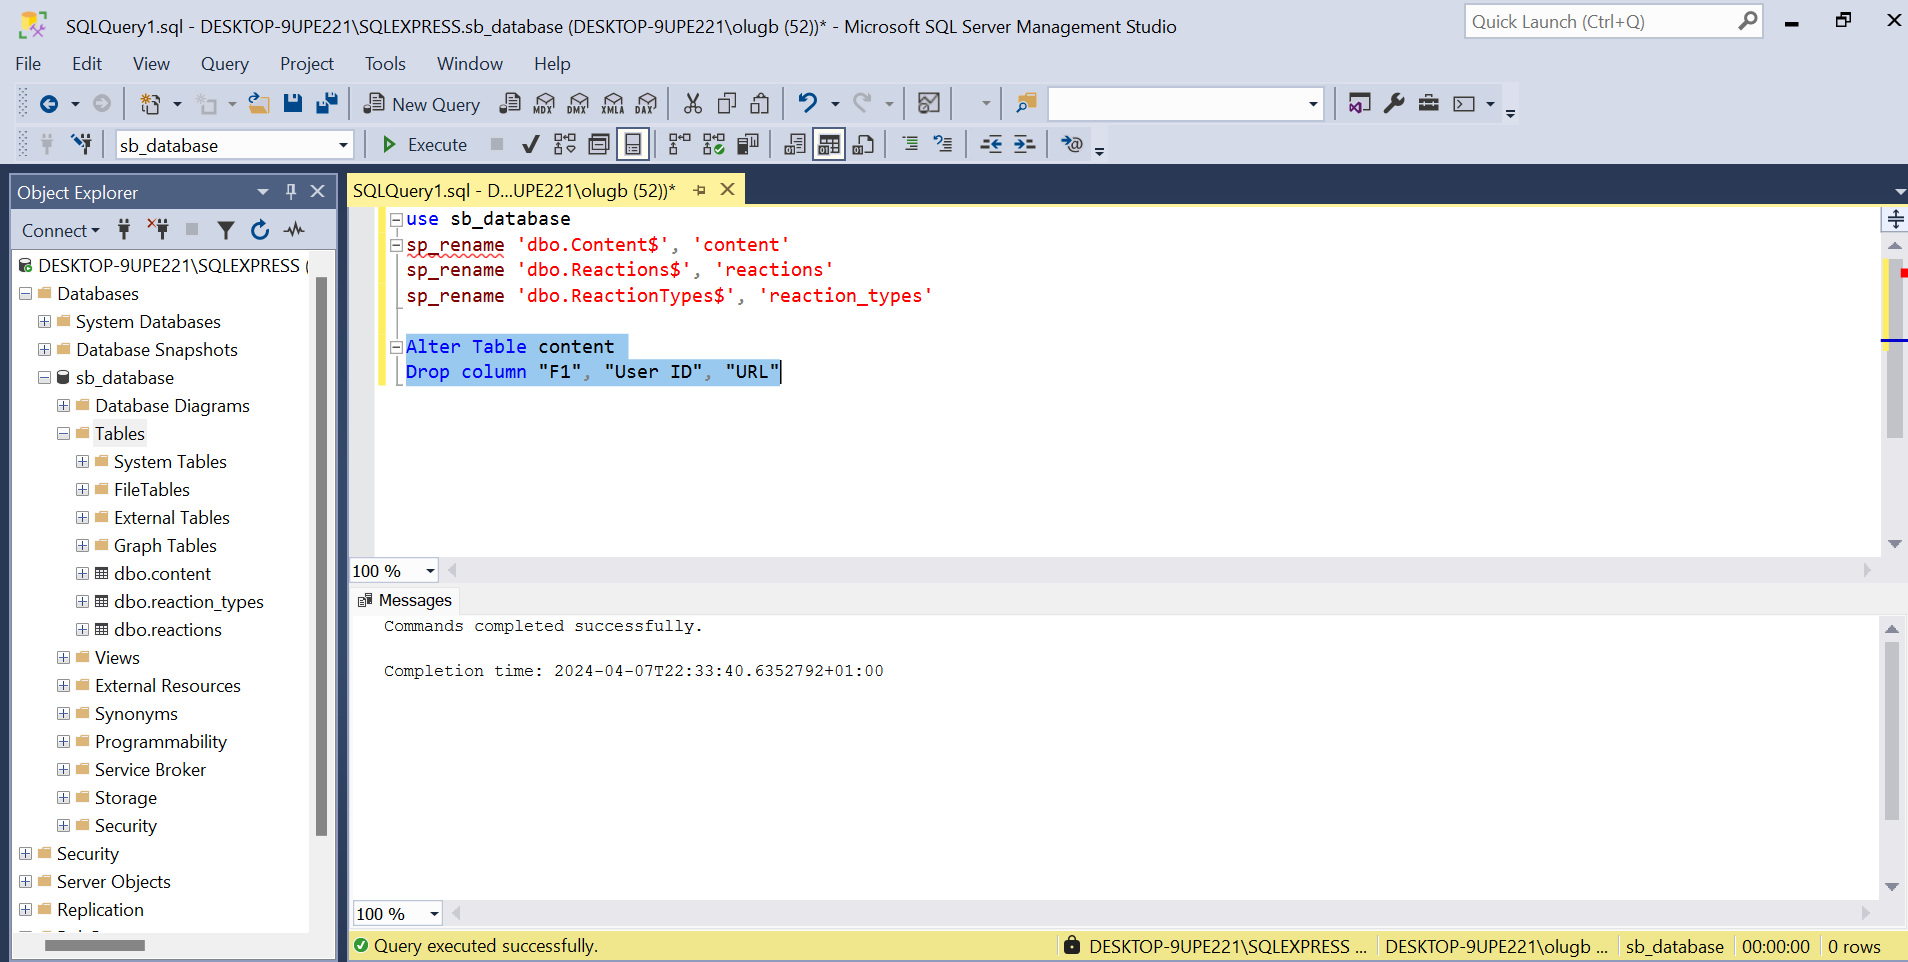 SQLQuery1.sql - DESKTOP-9UPE221\SQLEXPRESS.sb_database (DESKTOP-9UPE221\olugb (52))* - Microsoft SQL Server Management Studio
Quick Launch (Ctrl+Q)
File Edit View Query Project Tools Window Help
New Query MDX DMX XMLA DAX
sb_database Execute
Object Explorer
Connect
DESKTOP-9UPE221\SQLEXPRESS (
Databases
System Databases
Database Snapshots
sb_database
Database Diagrams
Tables
System Tables
FileTables
External Tables
Graph Tables
dbo.content
dbo.reaction_types
dbo.reactions
Views
External Resources
Synonyms
Programmability
Service Broker
Storage
Security
Security
Server Objects
Replication
SQLQuery1.sql - D...UPE221\olugb (52))*
use sb_database
sp_rename 'dbo.Content$', 'content'
sp_rename 'dbo.Reactions$', 'reactions'
sp_rename 'dbo.ReactionTypes$', 'reaction_types'
Alter Table content
Drop column "F1", "User ID", "URL"
100 %
Messages
Commands completed successfully.
Completion time: 2024-04-07T22:33:40.6352792+01:00
100 %
Query executed successfully.
DESKTOP-9UPE221\SQLEXPRESS ... DESKTOP-9UPE221\olugb ... sb_database 00:00:00 0 rows